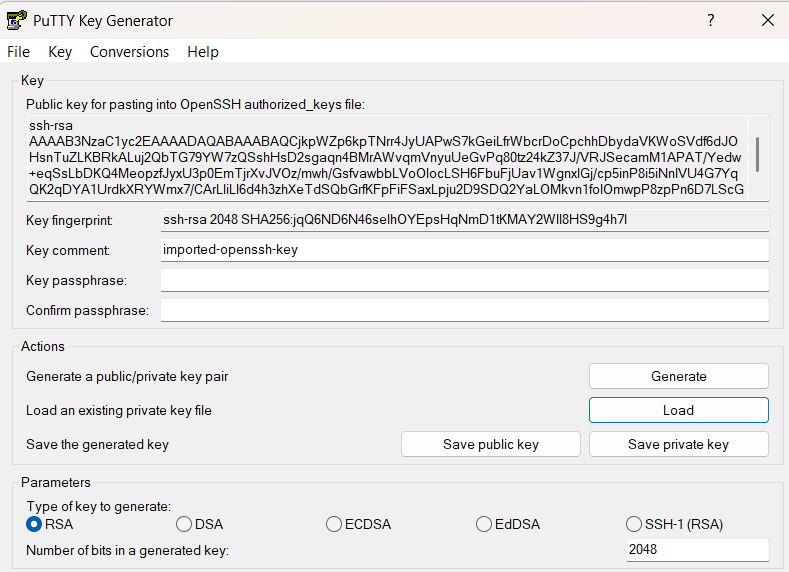 PuTTY Key Generator
File Key Conversions Help
Key
Public key for pasting into OpenSSH authorized_keys file:
ssh-rsa
AAAAB3NzaC1yc2EAAAADAQABAAABAQCjkpWZp6kpTNrr4JyUAPwS7kGeiLfrWbcrDoCpchhDbydaVKWoSVdf6dJO
HsnTuZLKBRkALuj2QbTG79YW7zQSshHsD2sgaqn4BMrAWvqmVnyuUeGvPq80tz24kZ37J/VRJSecamM1APAT/Yedw
+eqSsLbDKQ4MeopzfJyxU3p0EmTjrXvJVOz/mwh/GsfvawbbLVoOlocLSH6FbuFjUav1WgnxlGj/cp5inP8i5iNnlVU4G7Yq
QK2qDYA1UrdkXRYWmx7/CArLliLl6d4h3zhXeTdSQbGrfKFpFiFSaxLpju2D9SDQ2YaLOMkvn1folOmwpP8zpPn6D7LScG
Key fingerprint: ssh-rsa 2048 SHA256:jqQ6ND6N46selhOYEpsHqNmD1tKMAY2WIl8HS9g4h7I
Key comment: imported-openssh-key
Key passphrase:
Confirm passphrase:
Actions
Generate a public/private key pair Generate
Load an existing private key file Load
Save the generated key Save public key Save private key
Parameters
Type of key to generate:
RSA DSA ECDSA EdDSA SSH-1 (RSA)
Number of bits in a generated key: 2048